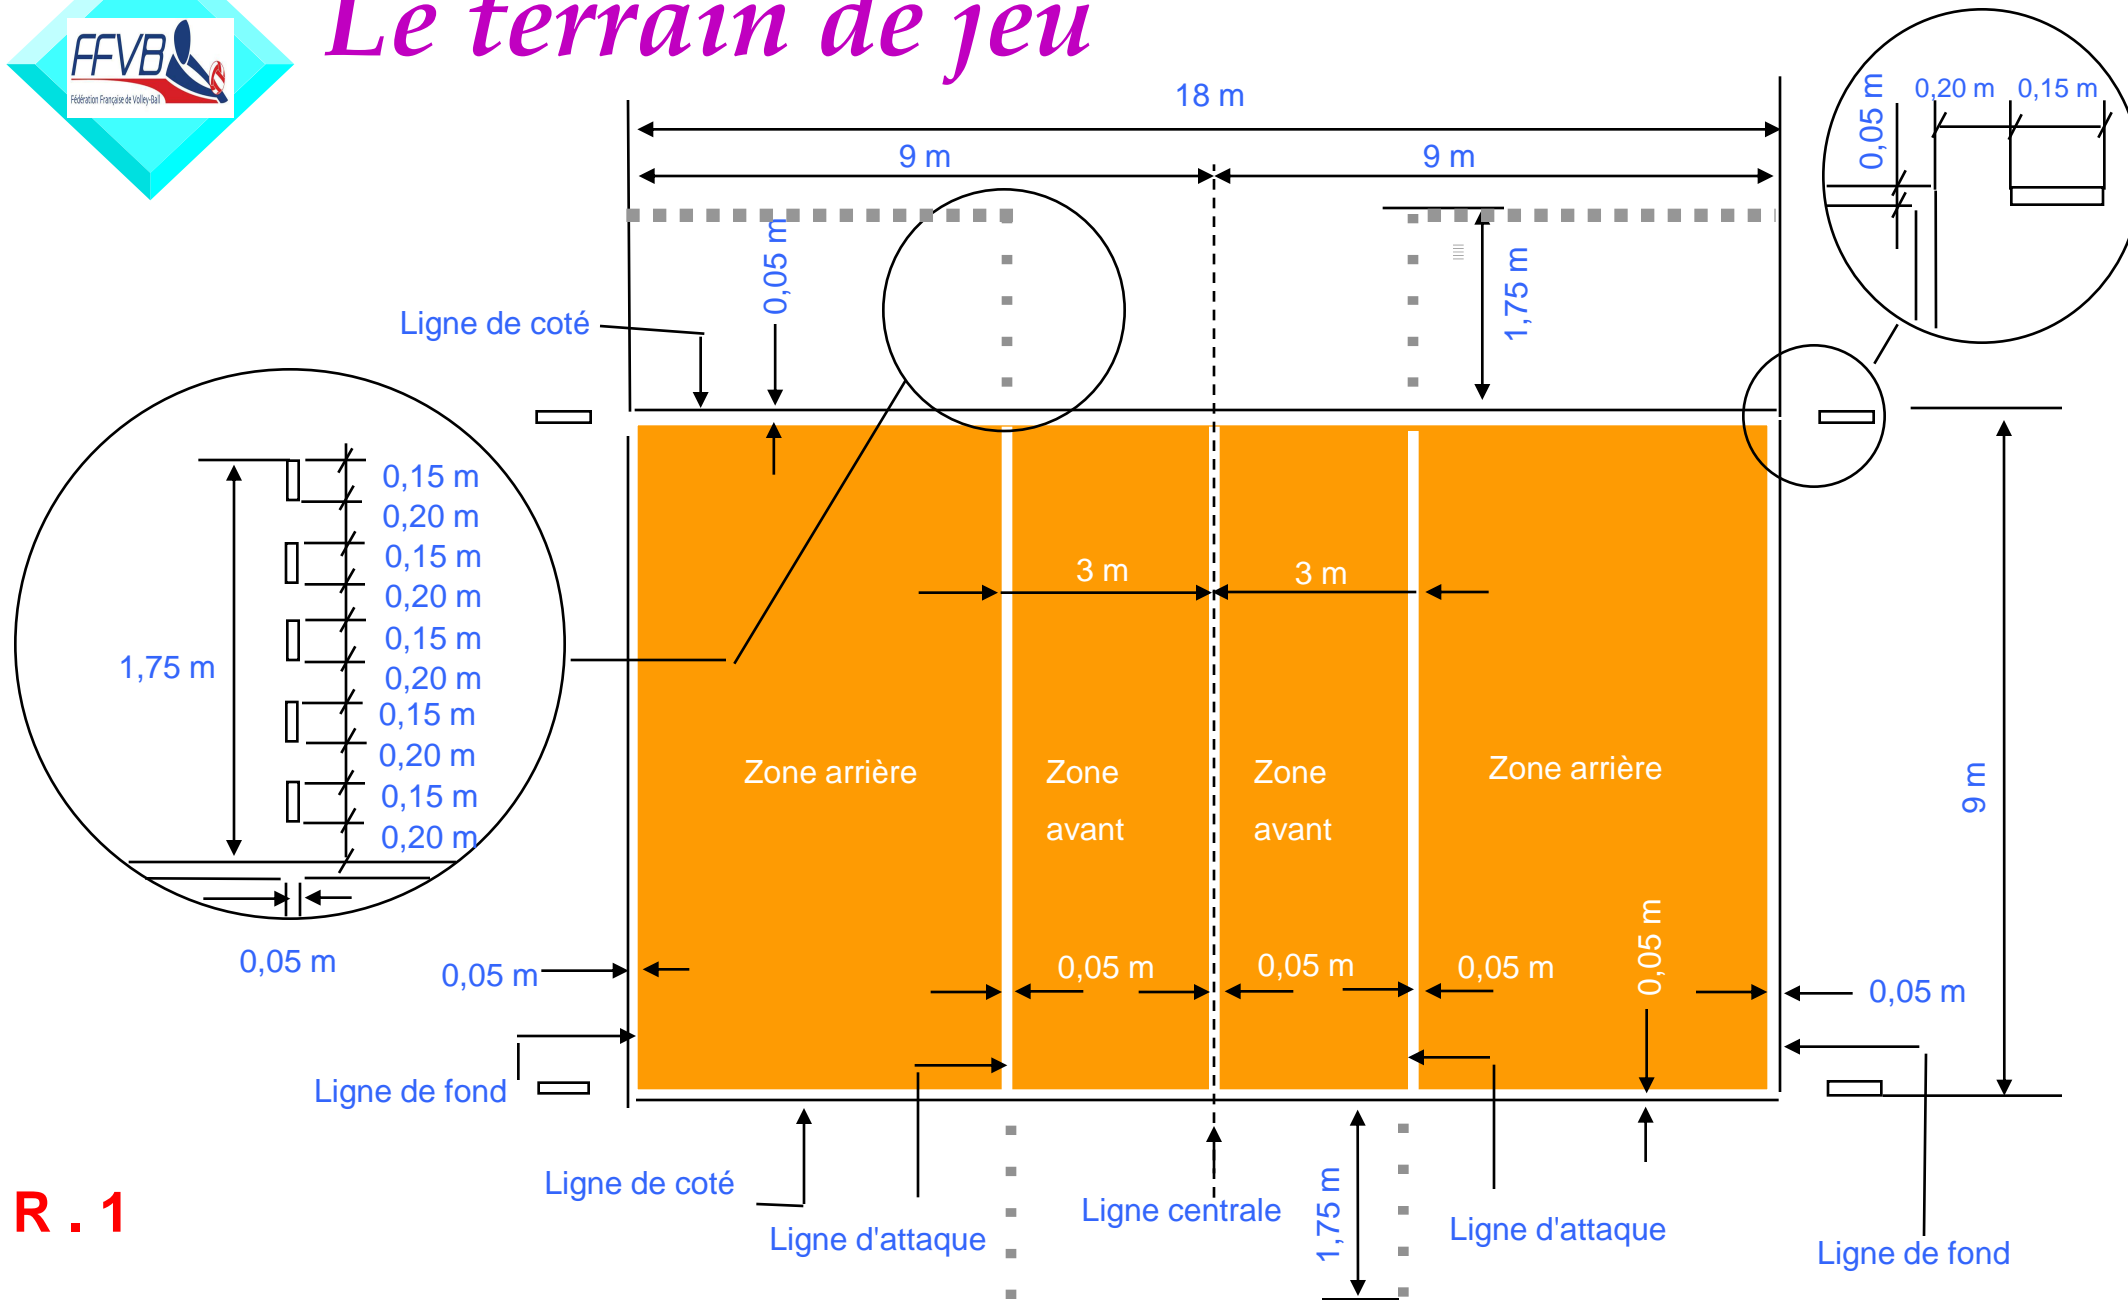 Le terrain de jeu
FFVB
Fédération Française de Volley-Ball
18 m
9 m
9 m
0,05 m
0,20 m
0,15 m
0,05 m
1,75 m
Ligne de coté
0,15 m
0,20 m
0,15 m
0,20 m
0,15 m
0,20 m
0,15 m
0,20 m
0,15 m
0,20 m
1,75 m
0,05 m
3 m
3 m
Zone arrière
Zone
avant
Zone
avant
Zone arrière
9 m
0,05 m
0,05 m
0,05 m
0,05 m
0,05 m
0,05 m
Ligne de fond
Ligne de coté
Ligne d'attaque
Ligne centrale
1,75 m
Ligne d'attaque
Ligne de fond
R . 1